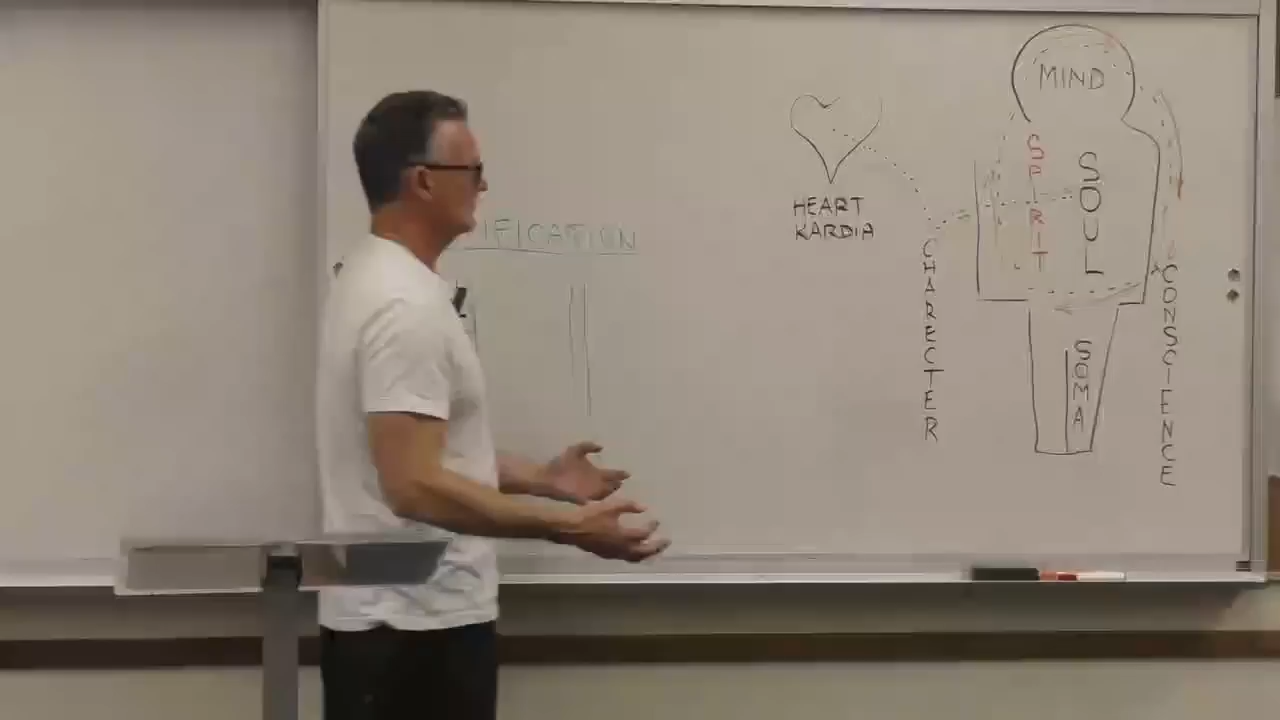 IFICATION
HEART
KARDIA
CHARECTER
MIND
SPIRIT
SOUL
SOMA
CONSCIENCE